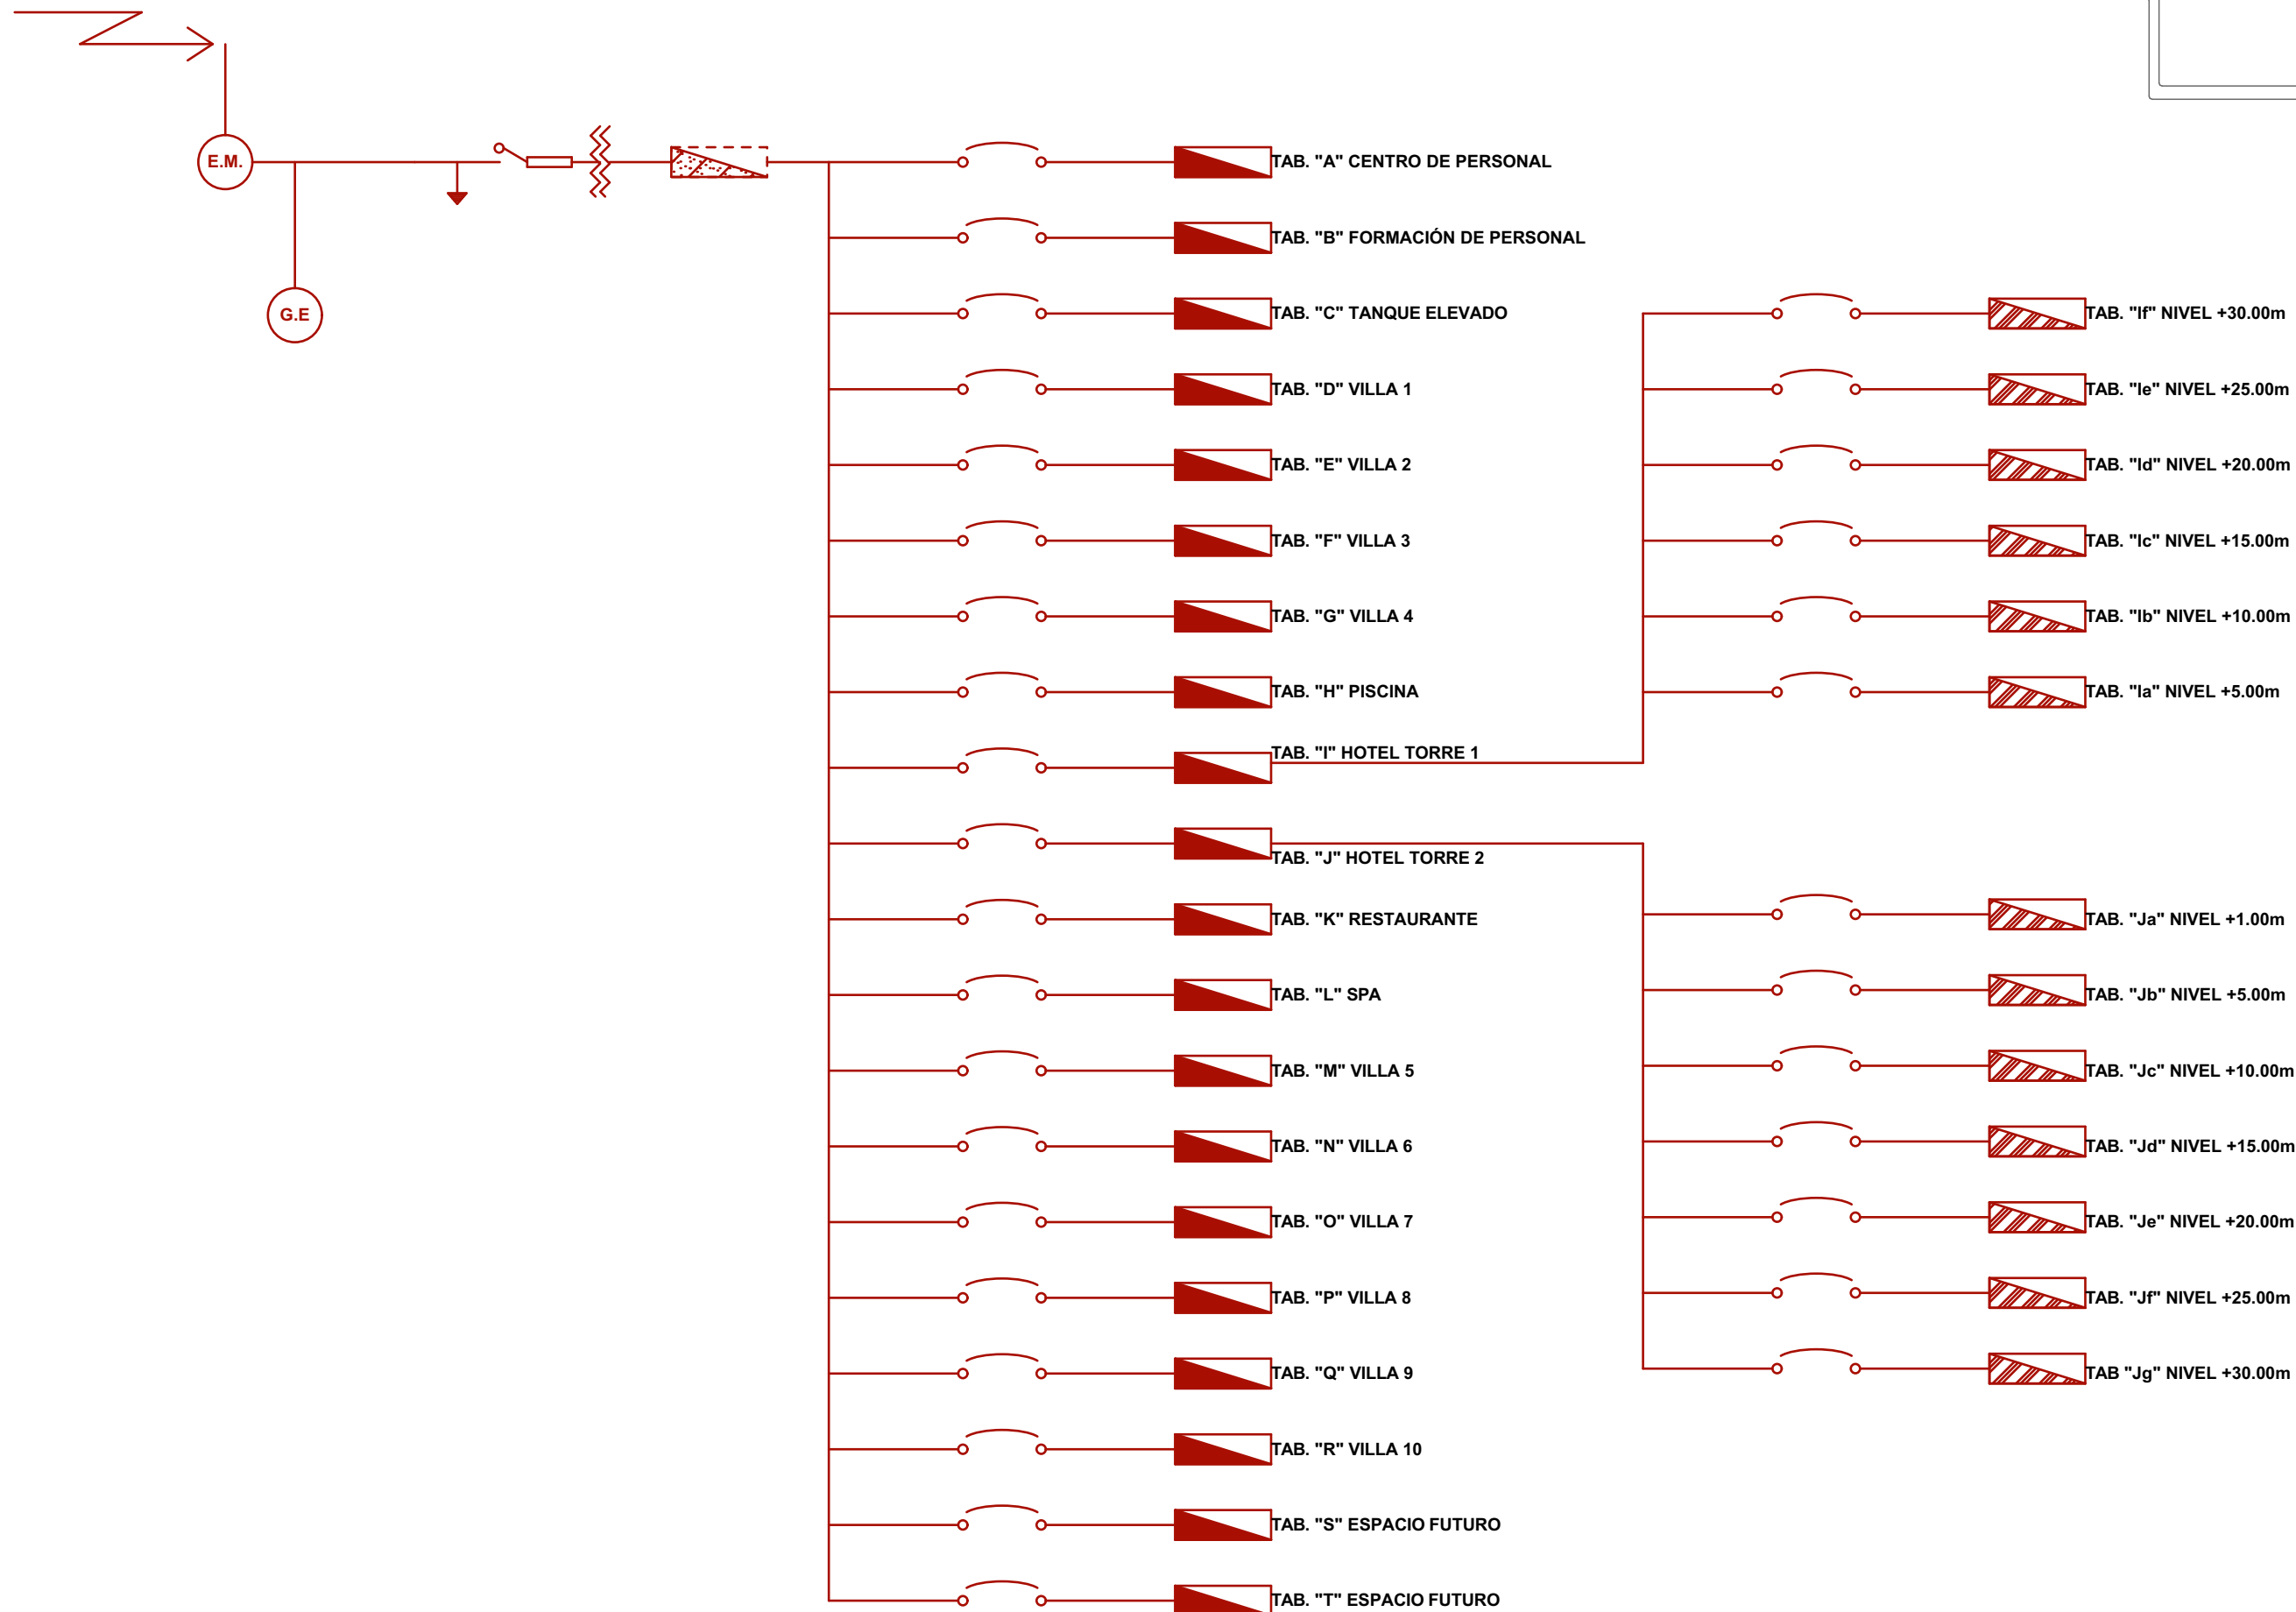 E.M.
G.E
TAB. "A" CENTRO DE PERSONAL
TAB. "B" FORMACIÓN DE PERSONAL
TAB. "C" TANQUE ELEVADO
TAB. "D" VILLA 1
TAB. "E" VILLA 2
TAB. "F" VILLA 3
TAB. "G" VILLA 4
TAB. "H" PISCINA
TAB. "I" HOTEL TORRE 1
TAB. "J" HOTEL TORRE 2
TAB. "K" RESTAURANTE
TAB. "L" SPA
TAB. "M" VILLA 5
TAB. "N" VILLA 6
TAB. "O" VILLA 7
TAB. "P" VILLA 8
TAB. "Q" VILLA 9
TAB. "R" VILLA 10
TAB. "S" ESPACIO FUTURO
TAB. "T" ESPACIO FUTURO
TAB. "If" NIVEL +30.00m
TAB. "Ie" NIVEL +25.00m
TAB. "Id" NIVEL +20.00m
TAB. "Ic" NIVEL +15.00m
TAB. "Ib" NIVEL +10.00m
TAB. "Ia" NIVEL +5.00m
TAB. "Ja" NIVEL +1.00m
TAB. "Jb" NIVEL +5.00m
TAB. "Jc" NIVEL +10.00m
TAB. "Jd" NIVEL +15.00m
TAB. "Je" NIVEL +20.00m
TAB. "Jf" NIVEL +25.00m
TAB "Jg" NIVEL +30.00m